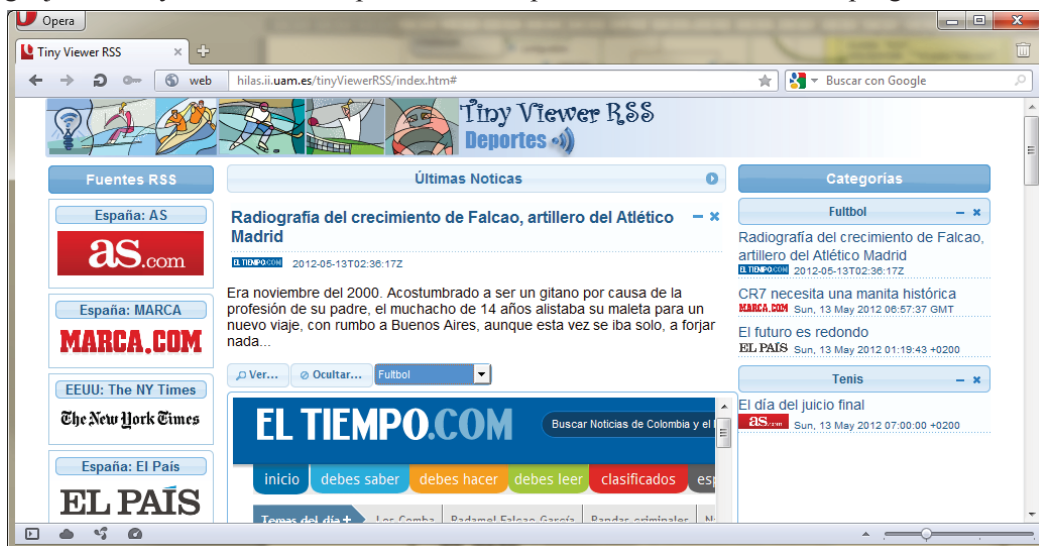 Opera
Tiny Viewer RSS
web
hilas.ii.uam.es/tinyViewerRSS/index.htm#
Buscar con Google
Tiny Viewer RSS
Deportes
Fuentes RSS
España: AS
as.com
España: MARCA
MARCA.COM
EEUU: The NY Times
The New York Times
España: El País
EL PAÍS
Últimas Noticas
Radiografía del crecimiento de Falcao, artillero del Atlético
Madrid
EL TIEMPO.COM 2012-05-13T02:36:17Z
Era noviembre del 2000. Acostumbrado a ser un gitano por causa de la
profesión de su padre, el muchacho de 14 años alistaba su maleta para un
nuevo viaje, con rumbo a Buenos Aires, aunque esta vez se iba solo, a forjar
nada...
Ver... Ocultar... Fultbol
EL TIEMPO.COM
Buscar Noticias de Colombia y el
inicio debes saber debes hacer debes leer clasificados esp
Temas del día+ Los Comba Radamel Falcao García Bandas criminales N
Categorías
Fultbol
Radiografía del crecimiento de Falcao,
artillero del Atlético Madrid
EL TIEMPO.COM 2012-05-13T02:36:17Z
CR7 necesita una manita histórica
MARCA.COM Sun, 13 May 2012 06:57:37 GMT
El futuro es redondo
EL PAÍS Sun, 13 May 2012 01:19:43 +0200
Tenis
El día del juicio final
as.com Sun, 13 May 2012 07:00:00 +0200